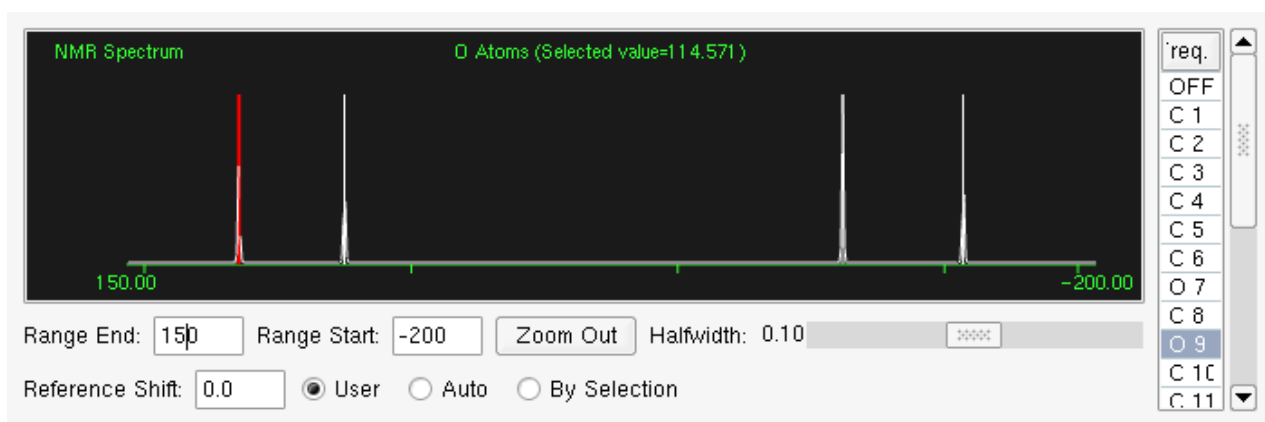 NMR Spectrum
O Atoms (Selected value=114.571)
150.00
-200.00
Range End: 150 Range Start: -200 Zoom Out Halfwidth: 0.10
Reference Shift: 0.0 User Auto By Selection
req.
OFF
C 1
C 2
C 3
C 4
C 5
C 6
O 7
C 8
O 9
C 10
C 11